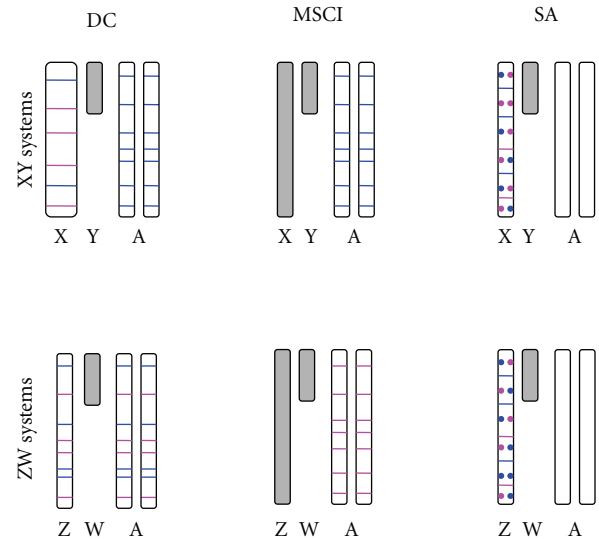 DC MSCI SA
XY systems
X Y A X Y A X Y A
ZW systems
Z W A Z W A Z W A